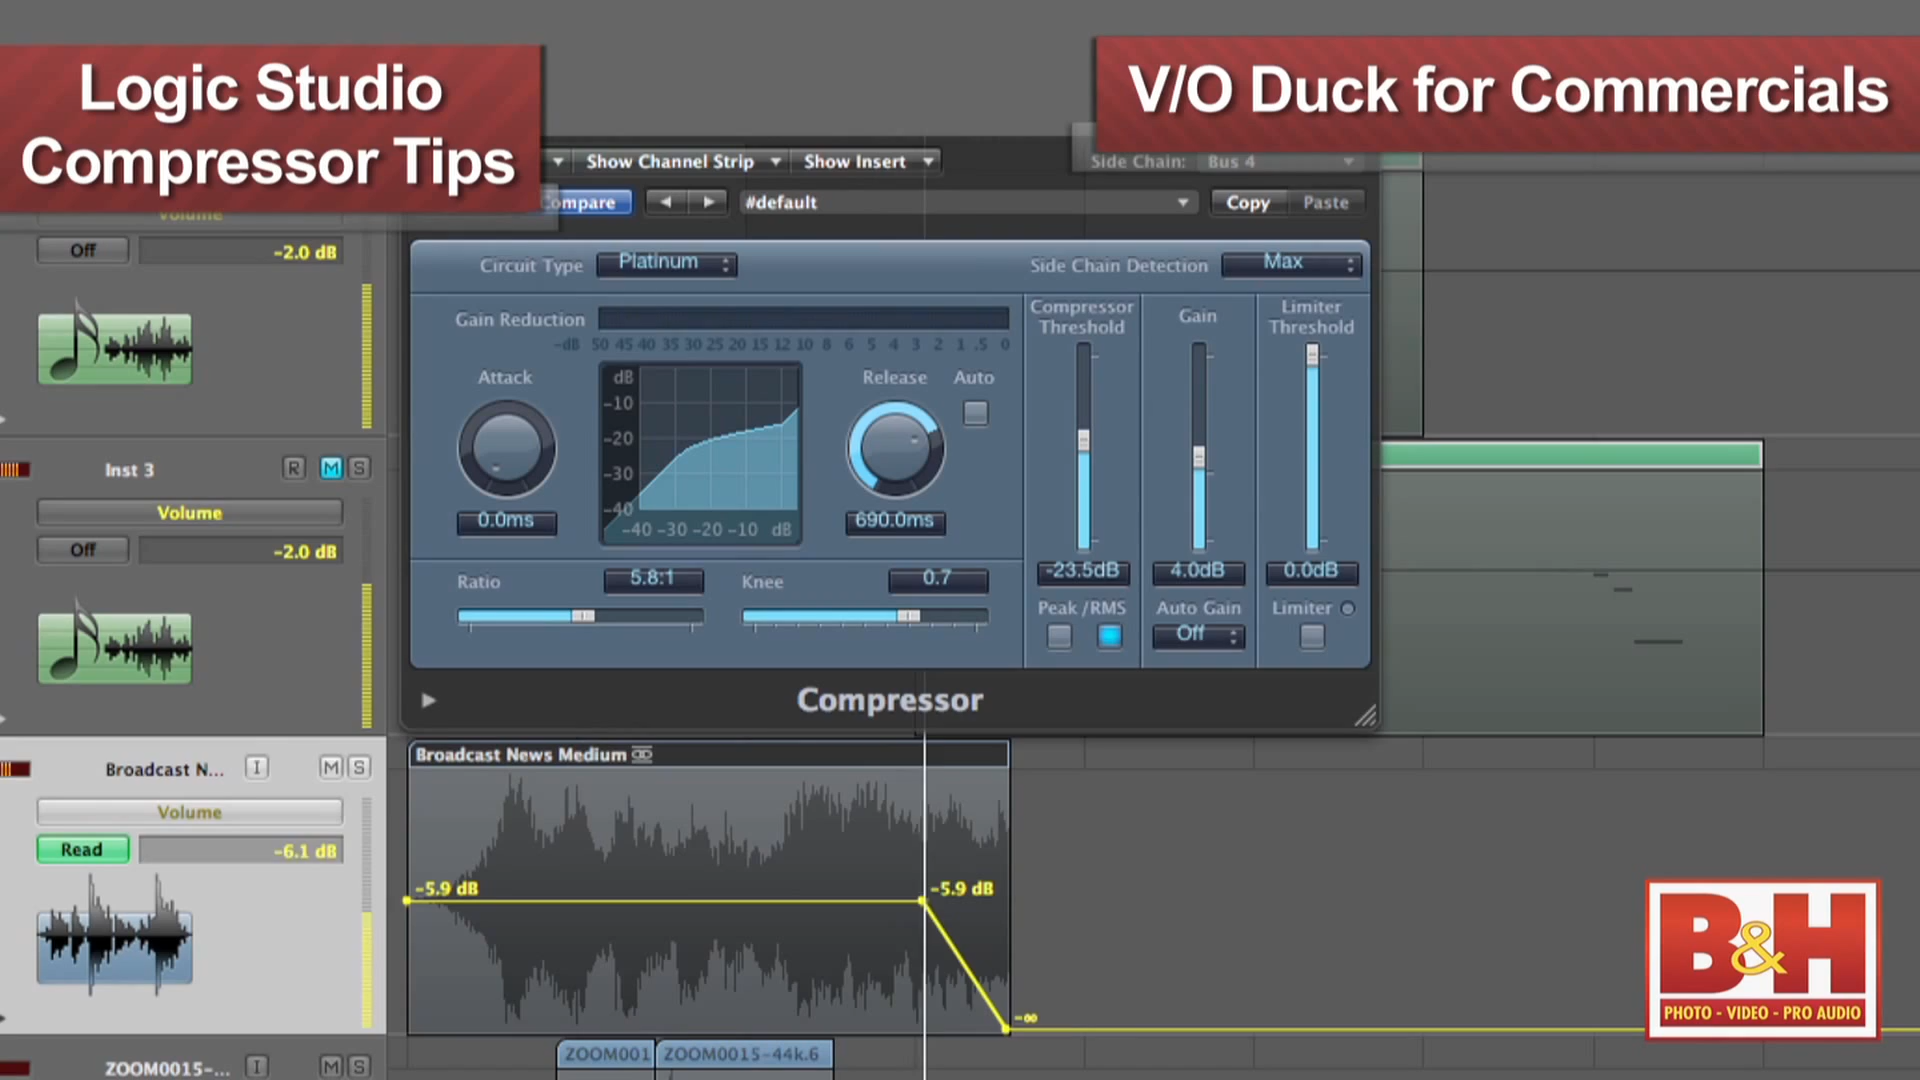 Logic Studio
Compressor Tips
V/O Duck for Commercials
Show Channel Strip
Show Insert
Side Chain: Bus 4
Compare
#default
Copy
Paste
Volume
Off
-2.0 dB
Circuit Type
Platinum
Side Chain Detection
Max
Gain Reduction
-dB 50 45 40 35 30 25 20 15 12 10 8 6 5 4 3 2 1 .5 0
Compressor
Threshold
Gain
Limiter
Threshold
Attack
dB
-10
-20
-30
-40
-40 -30 -20 -10 dB
Release
Auto
0.0ms
690.0ms
Ratio
5.8:1
Knee
0.7
-23.5dB
4.0dB
0.0dB
Peak / RMS
Auto Gain
Off
Limiter
Compressor
Inst 3
R
M
S
Volume
Off
-2.0 dB
Broadcast N...
I
M
S
Volume
Read
-6.1 dB
Broadcast News Medium
-5.9 dB
-5.9 dB
-∞
ZOOM0015-...
I
M
S
ZOOM001
ZOOM0015-44k.6
B&H
PHOTO - VIDEO - PRO AUDIO